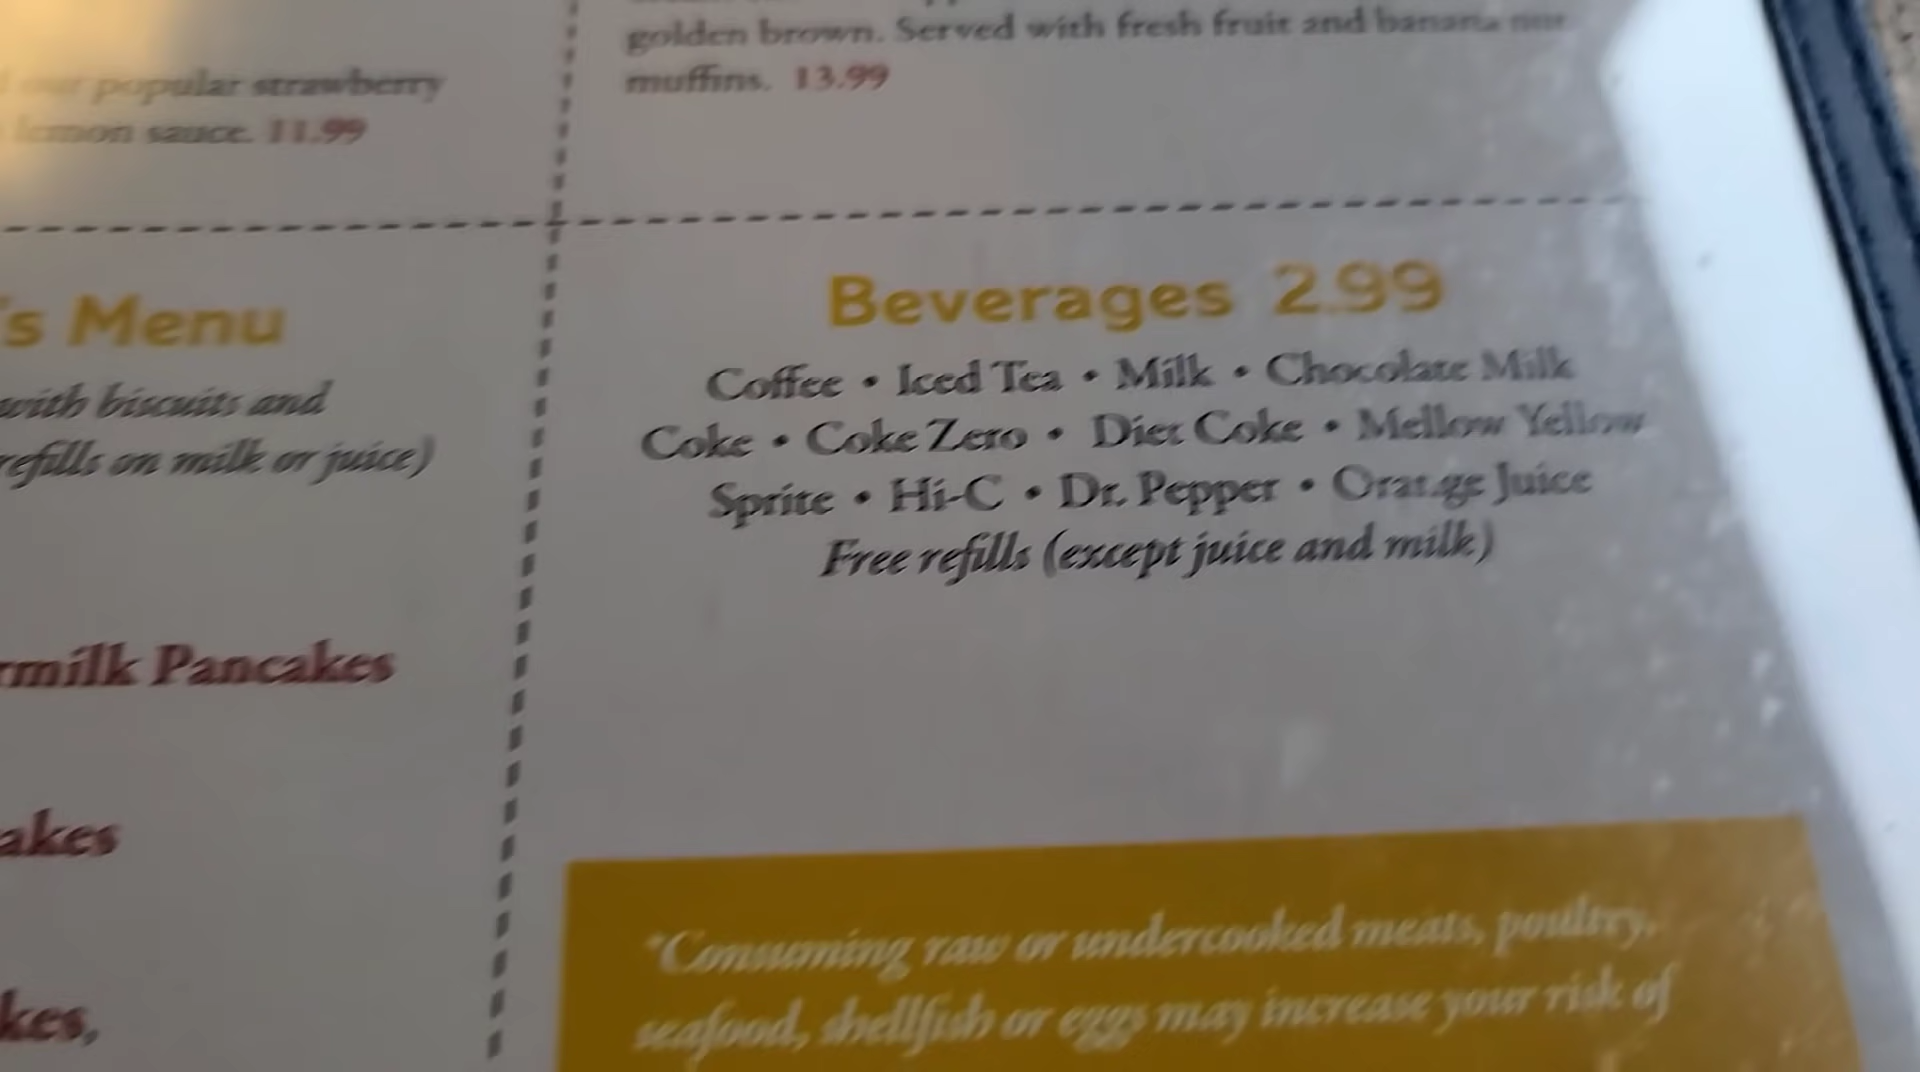 golden brown. Served with fresh fruit and banana nut
muffins. 13.99
our popular strawberry
lemon sauce. 11.99
's Menu
with biscuits and
refills on milk or juice)
rmilk Pancakes
akes
kes,
Beverages 2.99
Coffee • Iced Tea • Milk • Chocolate Milk
Coke • Coke Zero • Diet Coke • Mellow Yellow
Sprite • Hi-C • Dr. Pepper • Orange Juice
Free refills (except juice and milk)
*Consuming raw or undercooked meats, poultry,
seafood, shellfish or eggs may increase your risk of